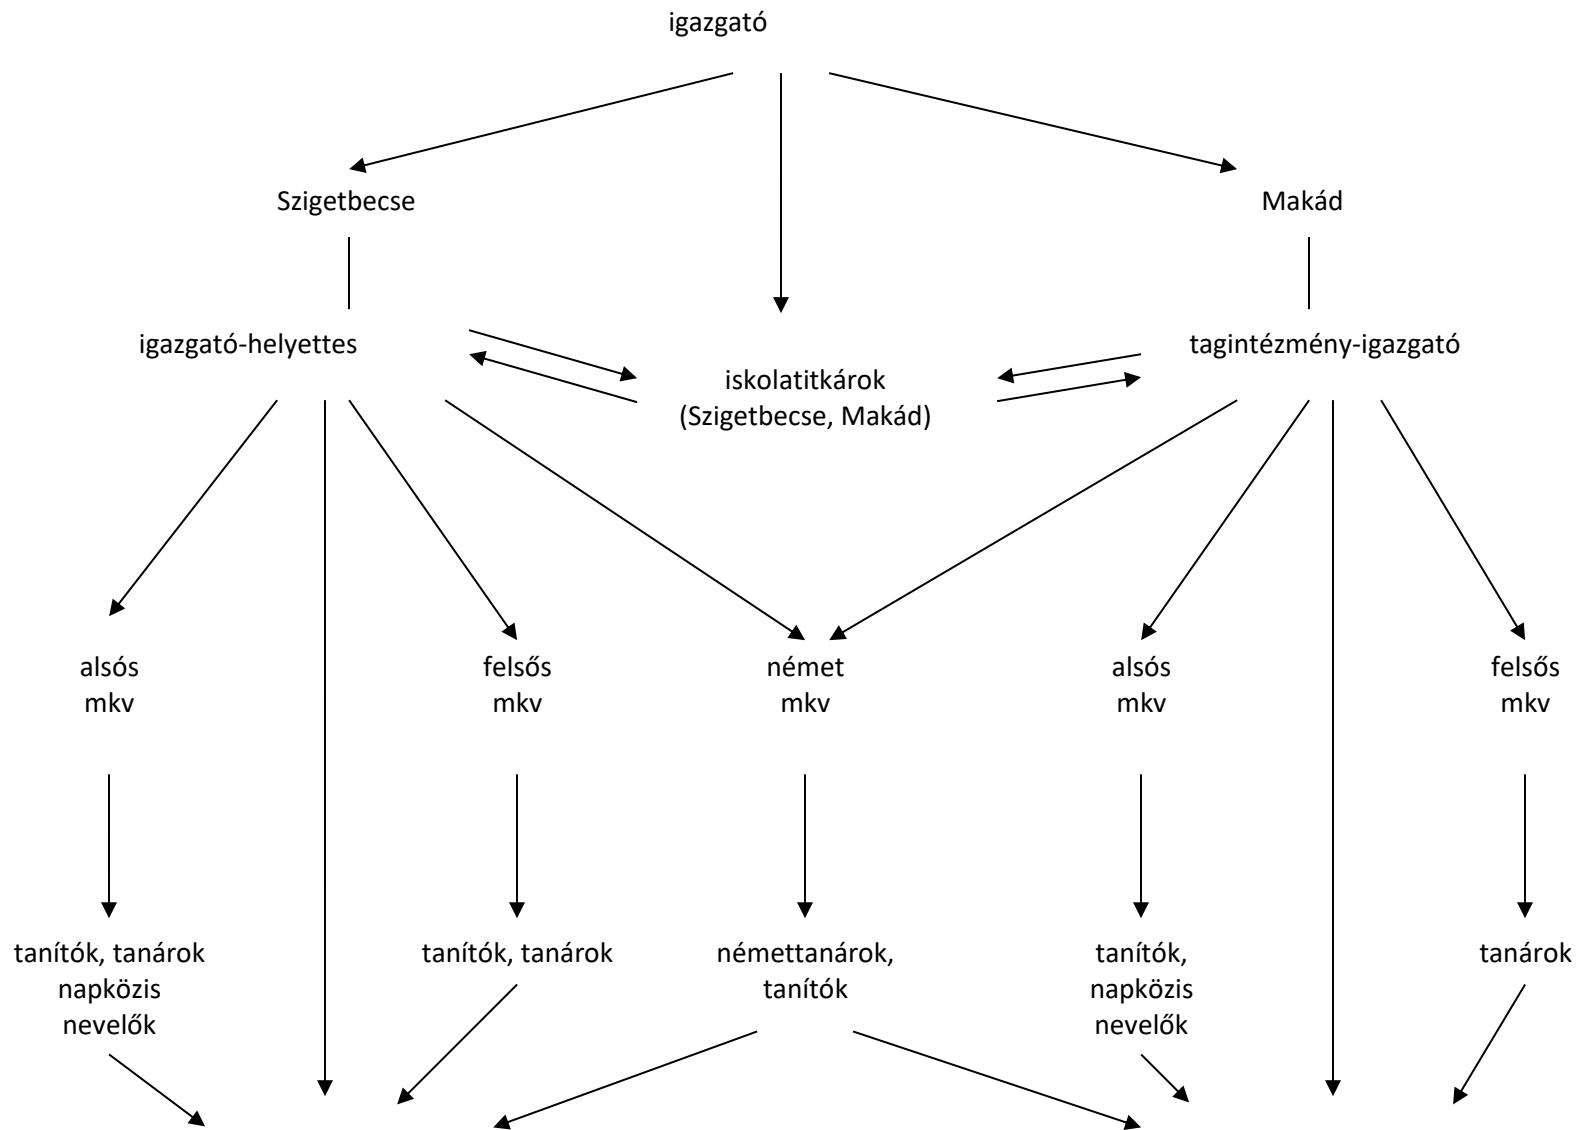 igazgató
Szigetbecse
Makád
igazgató-helyettes
tagintézmény-igazgató
iskolatitkárok
(Szigetbecse, Makád)
alsós
mkv
felsős
mkv
német
mkv
alsós
mkv
felsős
mkv
tanítók, tanárok
napközis
nevelők
tanítók, tanárok
némettanárok,
tanítók
tanítók,
napközis
nevelők
tanárok